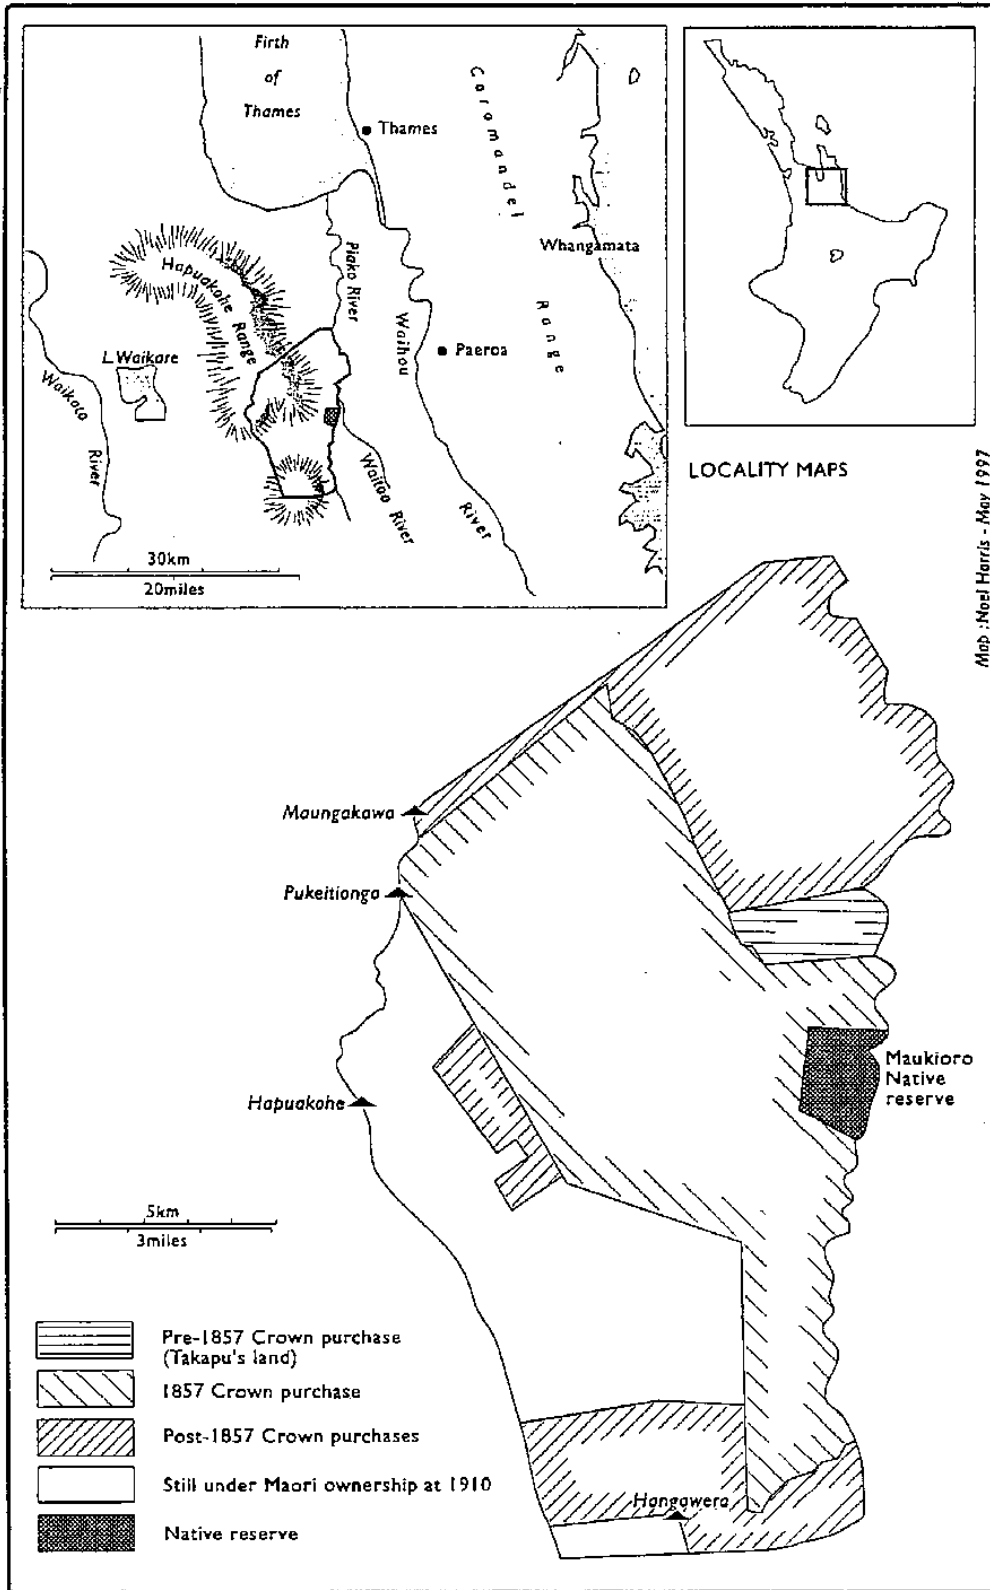 Firth
of
Thames
Thames
Coromandel
Range
Whangamata
Hapuakohe
Range
Piako River
Waihou
River
Paeroa
L.Waikare
Waikato
River
Waitoa River
30km
20miles
LOCALITY MAPS
Map :Noel Harris - May 1997
Maungakawa
Pukeitionga
Hapuakohe
Maukioro
Native
reserve
5km
3miles
Hangawera
Pre-1857 Crown purchase
(Takapu's land)
1857 Crown purchase
Post-1857 Crown purchases
Still under Maori ownership at 1910
Native reserve